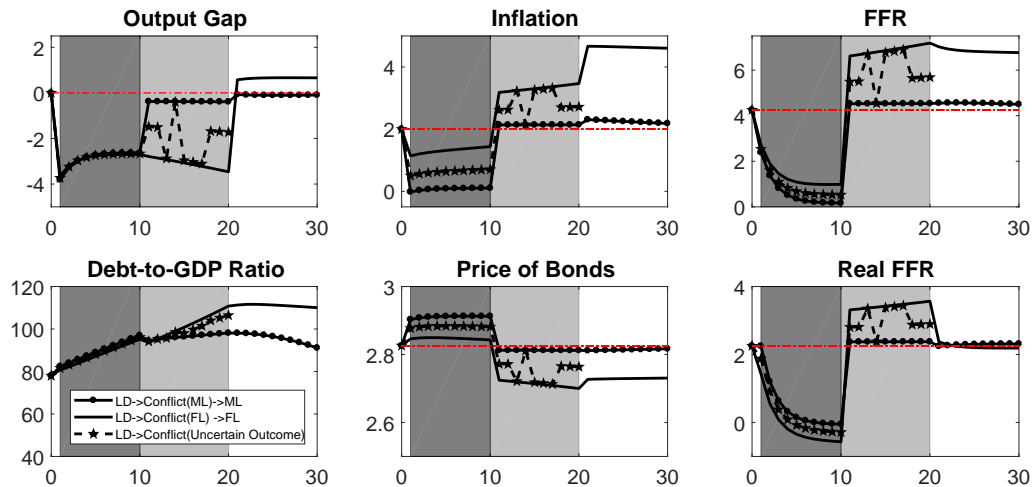 Output Gap
2
0
-2
-4
0 10 20 30
Inflation
4
2
0
0 10 20 30
FFR
6
4
2
0
0 10 20 30
Debt-to-GDP Ratio
120
100
80
60
40
0 10 20 30
LD->Conflict(ML)->ML
LD->Conflict(FL) ->FL
LD->Conflict(Uncertain Outcome)
Price of Bonds
3
2.8
2.6
0 10 20 30
Real FFR
4
2
0
0 10 20 30